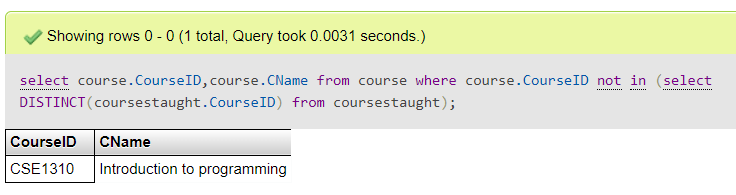 Showing rows 0 - 0 (1 total, Query took 0.0031 seconds.)
select course.CourseID,course.CName from course where course.CourseID not in (select
DISTINCT(coursestaught.CourseID) from coursestaught);
CourseID CName
CSE1310 Introduction to programming